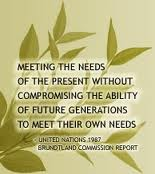 MEETING THE NEEDS
OF THE PRESENT WITHOUT
COMPROMISING THE ABILITY
OF FUTURE GENERATIONS
TO MEET THEIR OWN NEEDS
UNITED NATIONS 1987
BRUNDTLAND COMMISSION REPORT